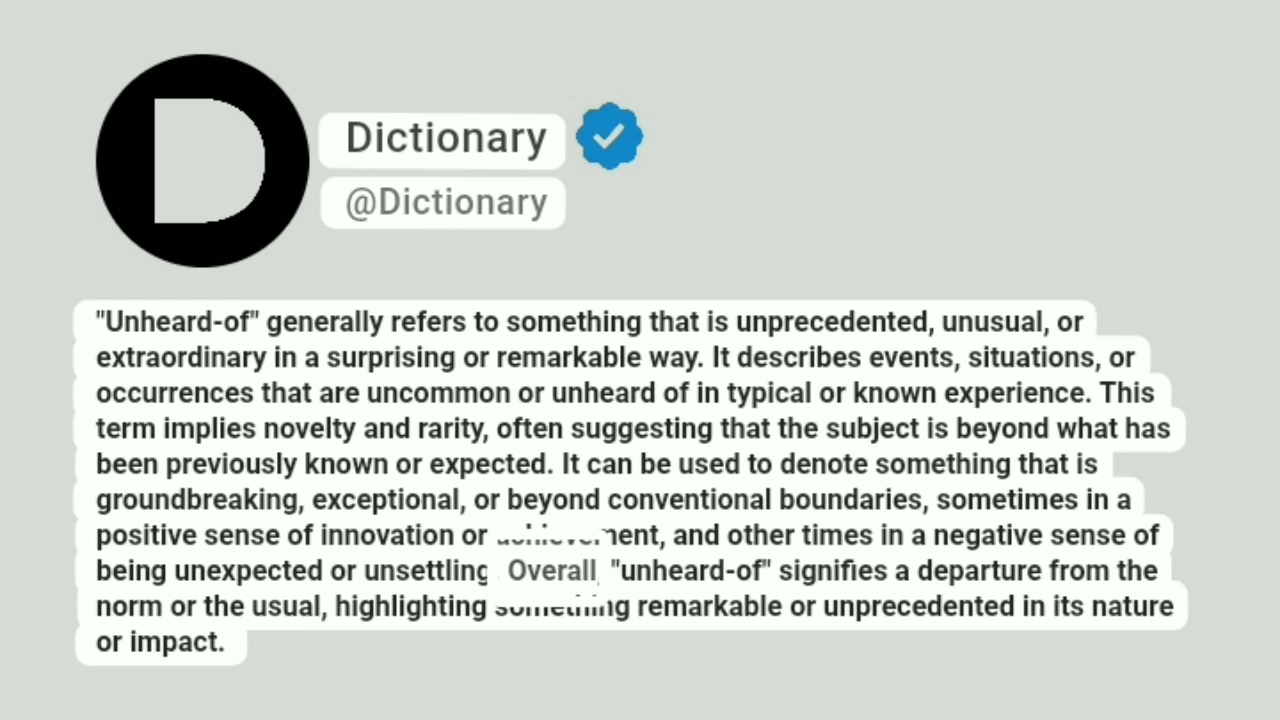 D
Dictionary
@Dictionary
"Unheard-of" generally refers to something that is unprecedented, unusual, or
extraordinary in a surprising or remarkable way. It describes events, situations, or
occurrences that are uncommon or unheard of in typical or known experience. This
term implies novelty and rarity, often suggesting that the subject is beyond what has
been previously known or expected. It can be used to denote something that is
groundbreaking, exceptional, or beyond conventional boundaries, sometimes in a
positive sense of innovation or achievement, and other times in a negative sense of
being unexpected or unsettling. Overall, "unheard-of" signifies a departure from the
norm or the usual, highlighting something remarkable or unprecedented in its nature
or impact.